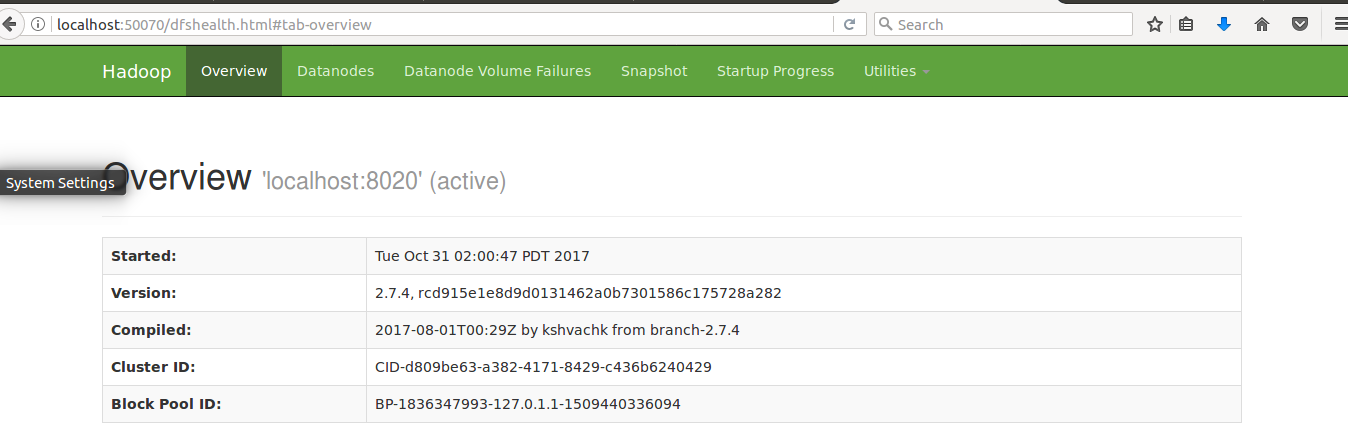 localhost:50070/dfshealth.html#tab-overview
Search
Hadoop Overview Datanodes Datanode Volume Failures Snapshot Startup Progress Utilities
Overview 'localhost:8020' (active)
System Settings
Started: Tue Oct 31 02:00:47 PDT 2017
Version: 2.7.4, rcd915e1e8d9d0131462a0b7301586c175728a282
Compiled: 2017-08-01T00:29Z by kshvachk from branch-2.7.4
Cluster ID: CID-d809be63-a382-4171-8429-c436b6240429
Block Pool ID: BP-1836347993-127.0.1.1-1509440336094